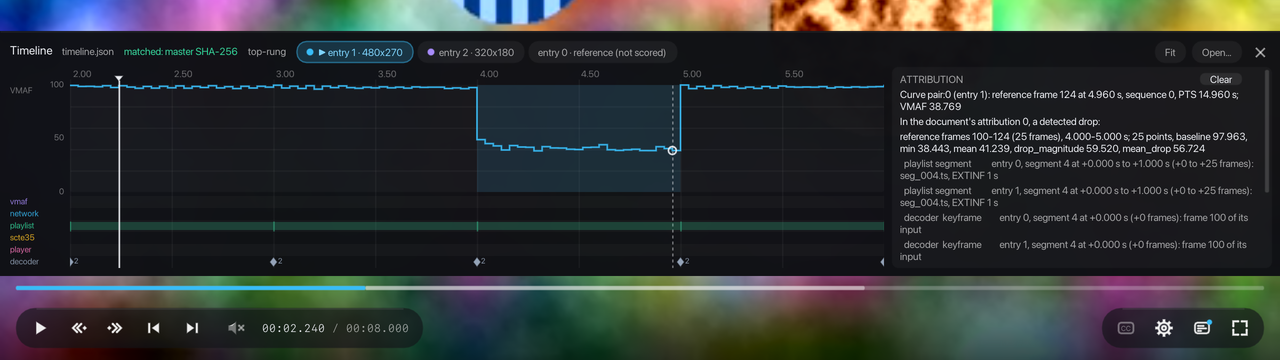 Timeline timeline.json matched: master SHA-256 top-rung ▶ entry 1 · 480x270 entry 2 · 320x180 entry 0 · reference (not scored) Fit Open... ✕
2.00 2.50 3.00 3.50 4.00 4.50 5.00 5.50
VMAF 100
50
0
vmaf
network
playlist
scte35
player
decoder 2 2 2 2
ATTRIBUTION Clear
Curve pair:0 (entry 1): reference frame 124 at 4.960 s, sequence 0, PTS 14.960 s;
VMAF 38.769
In the document's attribution 0, a detected drop:
reference frames 100-124 (25 frames), 4.000-5.000 s; 25 points, baseline 97.963,
min 38.443, mean 41.239, drop_magnitude 59.520, mean_drop 56.724
playlist segment entry 0, segment 4 at +0.000 s to +1.000 s (+0 to +25 frames):
seg_004.ts, EXTINF 1 s
playlist segment entry 1, segment 4 at +0.000 s to +1.000 s (+0 to +25 frames):
seg_004.ts, EXTINF 1 s
decoder keyframe entry 0, segment 4 at +0.000 s (+0 frames): frame 100 of its
input
decoder keyframe entry 1, segment 4 at +0.000 s (+0 frames): frame 100 of its
input
00:02.240 / 00:08.000 CC